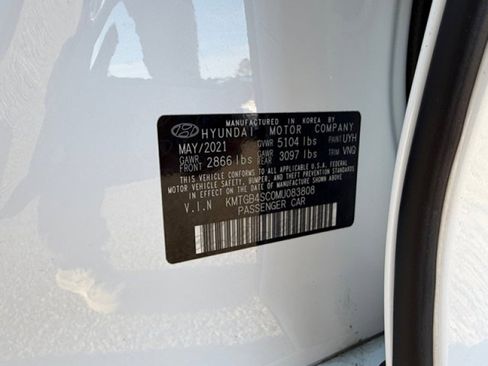 MANUFACTURED IN KOREA BY
HYUNDAI MOTOR COMPANY
MAY/2021 GVWR 5104 lbs PAINT UYH
GAWR FRONT 2866 lbs GAWR REAR 3097 lbs TRIM VNG
THIS VEHICLE CONFORMS TO ALL APPLICABLE U.S.A. FEDERAL
MOTOR VEHICLE SAFETY, BUMPER, AND THEFT PREVENTION STANDARDS
IN EFFECT ON THE DATE OF MANUFACTURE SHOWN ABOVE.
V.I.N KMTGB4SC0MU083808
PASSENGER CAR